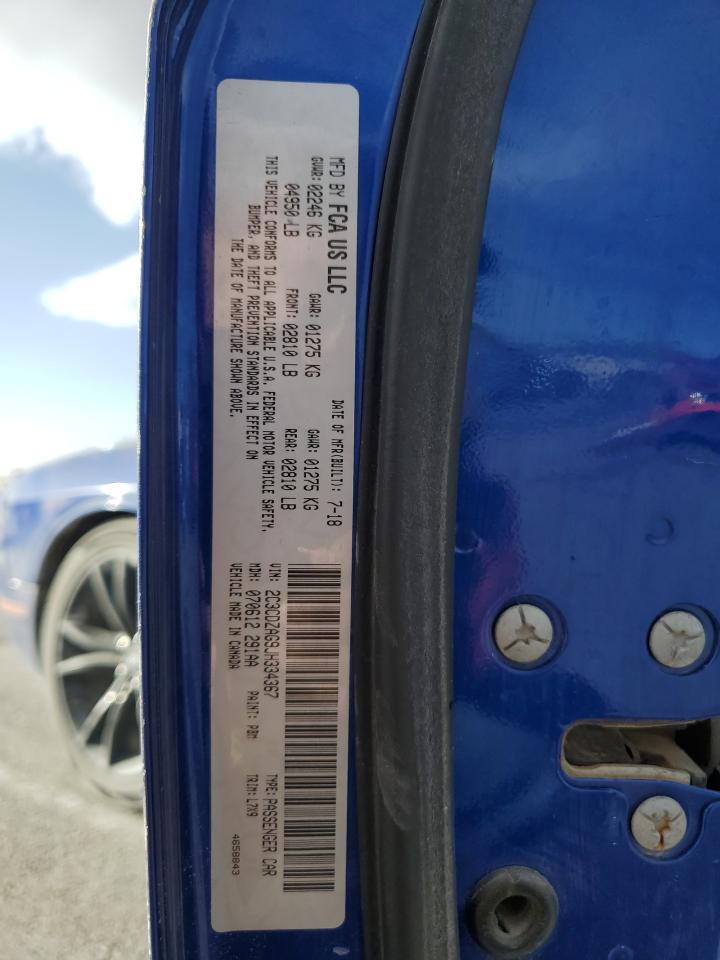 MFD BY FCA US LLC
DATE OF MFR(BUILT): 7-18
GVWR: 02246 KG GAWR: 01275 KG GAWR: 01275 KG
04950 LB FRONT: 02810 LB REAR: 02810 LB
THIS VEHICLE CONFORMS TO ALL APPLICABLE U.S.A. FEDERAL MOTOR VEHICLE SAFETY,
BUMPER, AND THEFT PREVENTION STANDARDS IN EFFECT ON
THE DATE OF MANUFACTURE SHOWN ABOVE.
VIN: 2C3CDZAG9JH334367 TYPE: PASSENGER CAR
MDH: 070612 291AA PAINT: PBM TRIM: L7X9
VEHICLE MADE IN CANADA 4658843